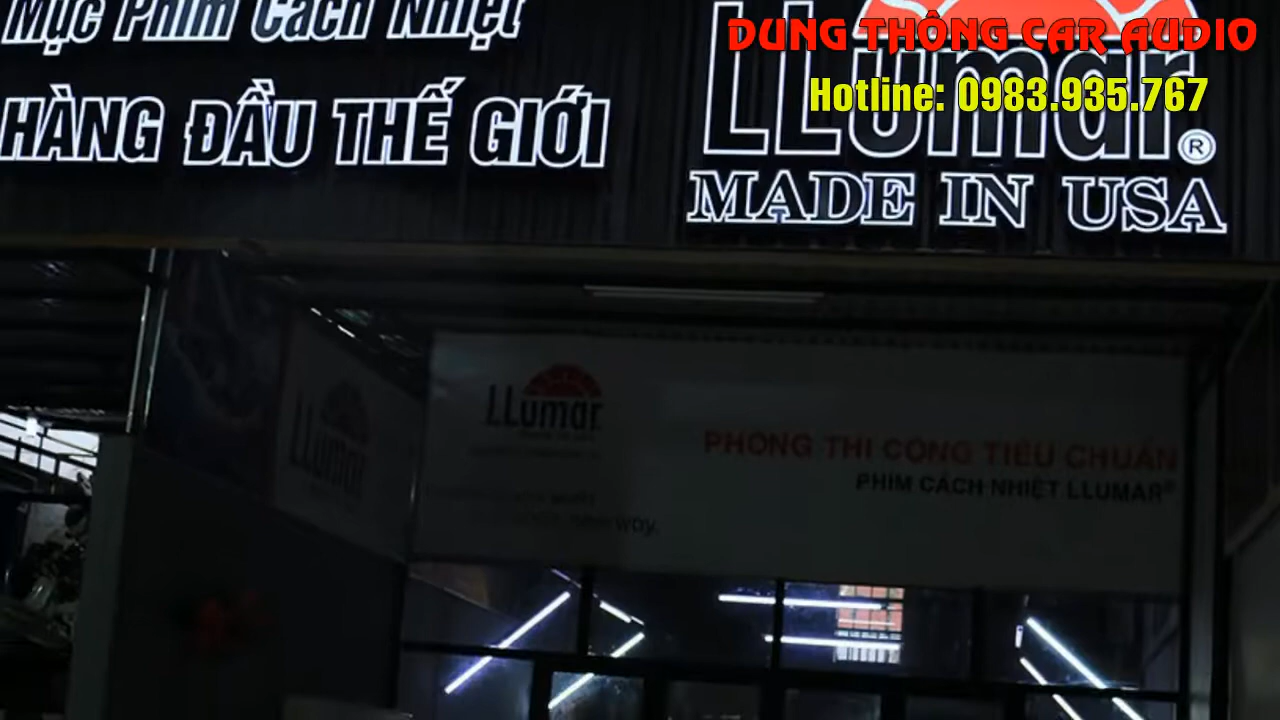 DUNG THÔNG CAR AUDIO
Hotline: 0983.935.767
Mục Phim Cách Nhiệt
HÀNG ĐẦU THẾ GIỚI
LLumar®
MADE IN USA
LLumar
LLumar
PHÒNG THI CÔNG TIÊU CHUẨN
PHIM CÁCH NHIỆT LLUMAR®
way.